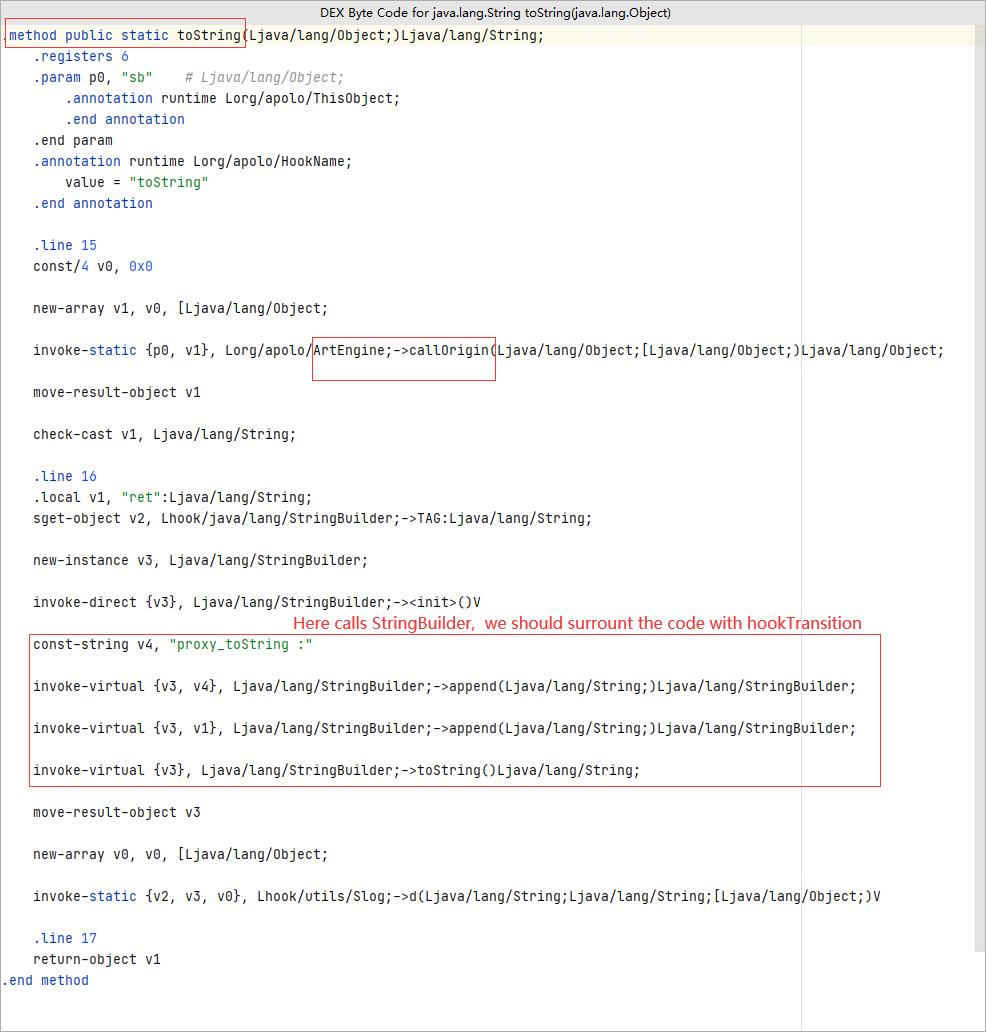 DEX Byte Code for java.lang.String toString(java.lang.Object)
.method public static toString(Ljava/lang/Object;)Ljava/lang/String;
.registers 6
.param p0, "sb"    # Ljava/lang/Object;
.annotation runtime Lorg/apolo/ThisObject;
.end annotation
.end param
.annotation runtime Lorg/apolo/HookName;
value = "toString"
.end annotation
.line 15
const/4 v0, 0x0
new-array v1, v0, [Ljava/lang/Object;
invoke-static {p0, v1}, Lorg/apolo/ArtEngine;->callOrigin(Ljava/lang/Object;[Ljava/lang/Object;)Ljava/lang/Object;
move-result-object v1
check-cast v1, Ljava/lang/String;
.line 16
.local v1, "ret":Ljava/lang/String;
sget-object v2, Lhook/java/lang/StringBuilder;->TAG:Ljava/lang/String;
new-instance v3, Ljava/lang/StringBuilder;
invoke-direct {v3}, Ljava/lang/StringBuilder;-><init>()V
Here calls StringBuilder, we should surrount the code with hookTransition
const-string v4, "proxy_toString :"
invoke-virtual {v3, v4}, Ljava/lang/StringBuilder;->append(Ljava/lang/String;)Ljava/lang/StringBuilder;
invoke-virtual {v3, v1}, Ljava/lang/StringBuilder;->append(Ljava/lang/String;)Ljava/lang/StringBuilder;
invoke-virtual {v3}, Ljava/lang/StringBuilder;->toString()Ljava/lang/String;
move-result-object v3
new-array v0, v0, [Ljava/lang/Object;
invoke-static {v2, v3, v0}, Lhook/utils/Slog;->d(Ljava/lang/String;Ljava/lang/String;[Ljava/lang/Object;)V
.line 17
return-object v1
.end method